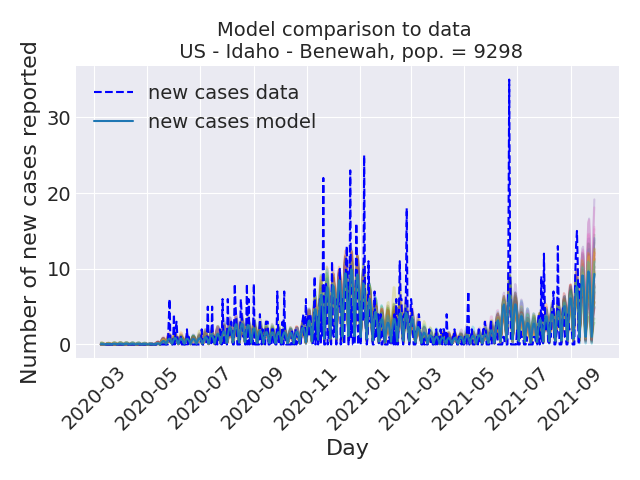 Model comparison to data
US - Idaho - Benewah, pop. = 9298
Number of new cases reported
new cases data
new cases model
30
20
10
0
2020-03
2020-05
2020-07
2020-09
2020-11
2021-01
2021-03
2021-05
2021-07
2021-09
Day